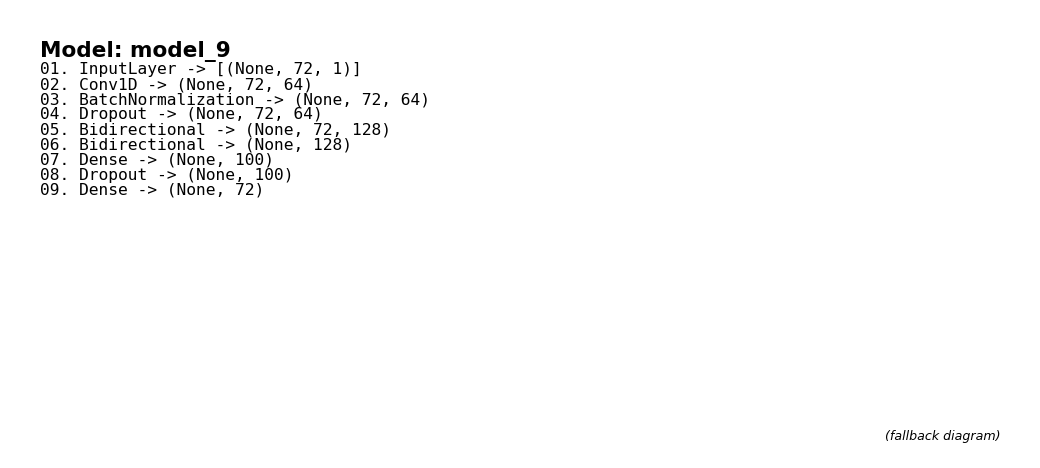 Model: model_9
01. InputLayer -> [(None, 72, 1)]
02. Conv1D -> (None, 72, 64)
03. BatchNormalization -> (None, 72, 64)
04. Dropout -> (None, 72, 64)
05. Bidirectional -> (None, 72, 128)
06. Bidirectional -> (None, 128)
07. Dense -> (None, 100)
08. Dropout -> (None, 100)
09. Dense -> (None, 72)
(fallback diagram)